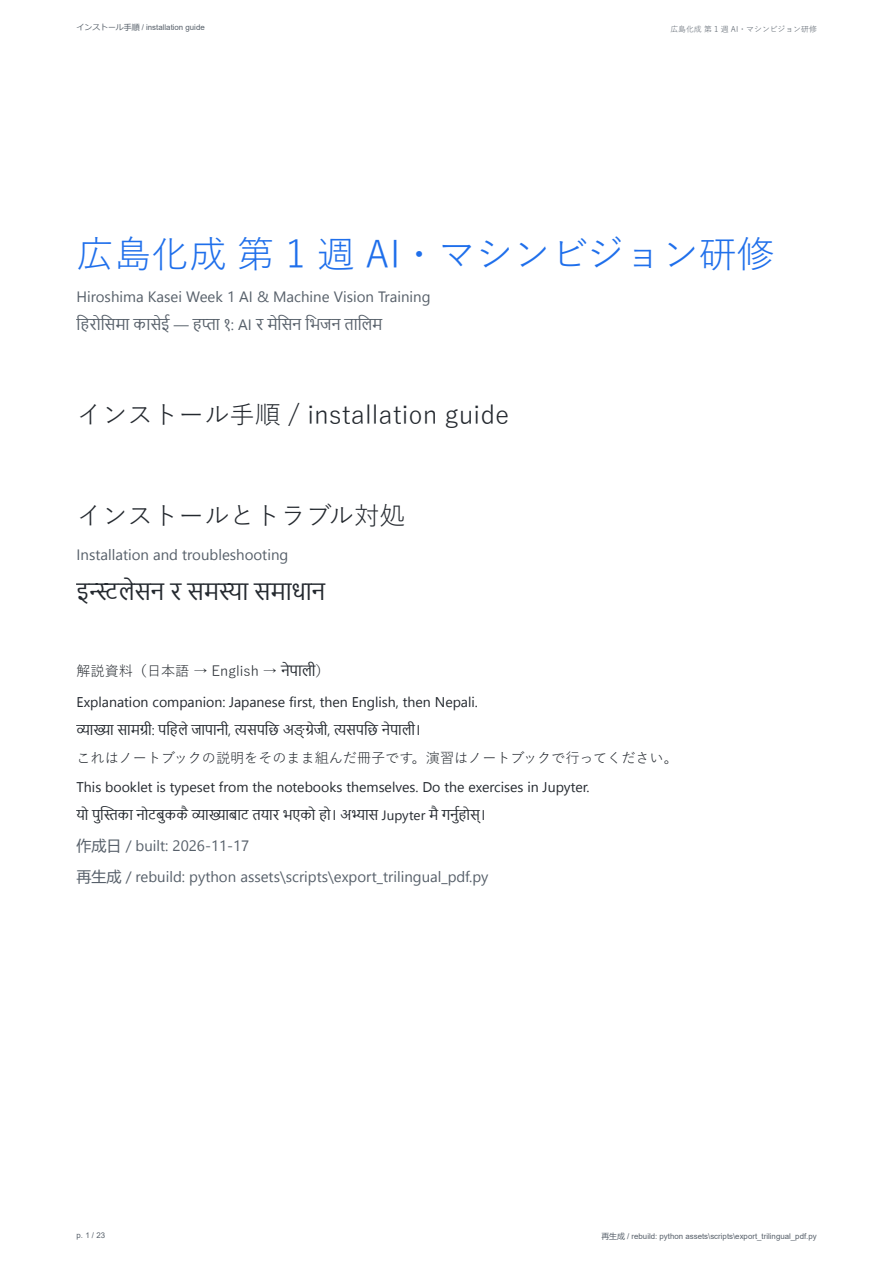 インストール手順 / installation guide
広島化成 第 1 週 AI・マシンビジョン研修
広島化成 第 1 週 AI・マシンビジョン研修
Hiroshima Kasei Week 1 AI & Machine Vision Training
हिरोसिमा कासेई — हप्ता १: AI र मेसिन भिजन तालिम
インストール手順 / installation guide
インストールとトラブル対処
Installation and troubleshooting
इन्स्टलेसन र समस्या समाधान
解説資料（日本語 → English → नेपाली）
Explanation companion: Japanese first, then English, then Nepali.
व्याख्या सामग्री: पहिले जापानी, त्यसपछि अङ्ग्रेजी, त्यसपछि नेपाली।
これはノートブックの説明をそのまま組んだ冊子です。演習はノートブックで行ってください。
This booklet is typeset from the notebooks themselves. Do the exercises in Jupyter.
यो पुस्तिका नोटबुककै व्याख्याबाट तयार भएको हो। अभ्यास Jupyter मै गर्नुहोस्।
作成日 / built: 2026-11-17
再生成 / rebuild: python assets\scripts\export_trilingual_pdf.py
p. 1 / 23
再生成 / rebuild: python assets\scripts\export_trilingual_pdf.py